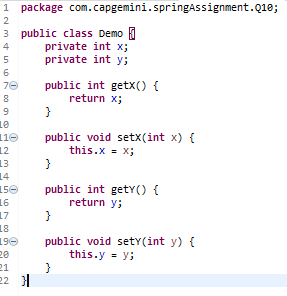 1 package com.capgemini.springAssignment.Q10;
2
3 public class Demo {
4     private int x;
5     private int y;
6
7     public int getX() {
8         return x;
9     }
10
11     public void setX(int x) {
12         this.x = x;
13     }
14
15     public int getY() {
16         return y;
17     }
18
19     public void setY(int y) {
20         this.y = y;
21     }
22 }